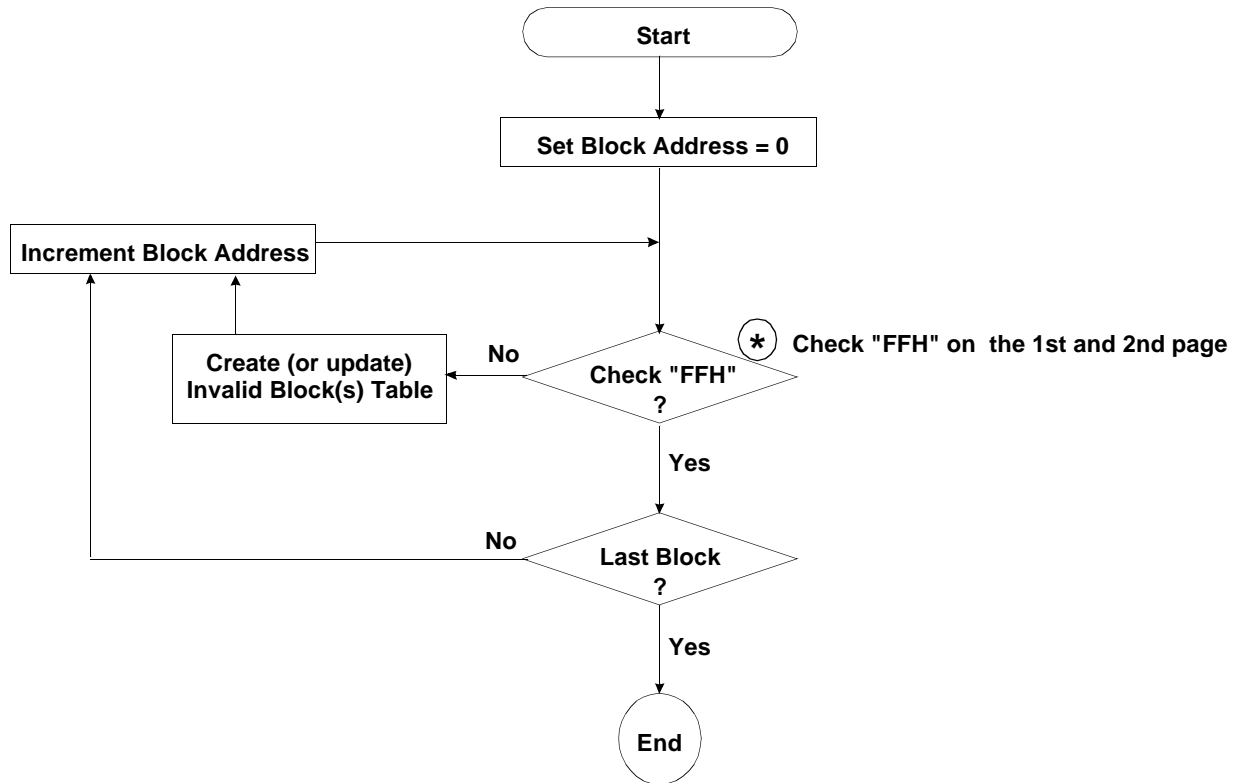 Start
Set Block Address = 0
Increment Block Address
* Check "FFH" on the 1st and 2nd page
No
Create (or update)
Invalid Block(s) Table
Check "FFH"
?
Yes
No
Last Block
?
Yes
End